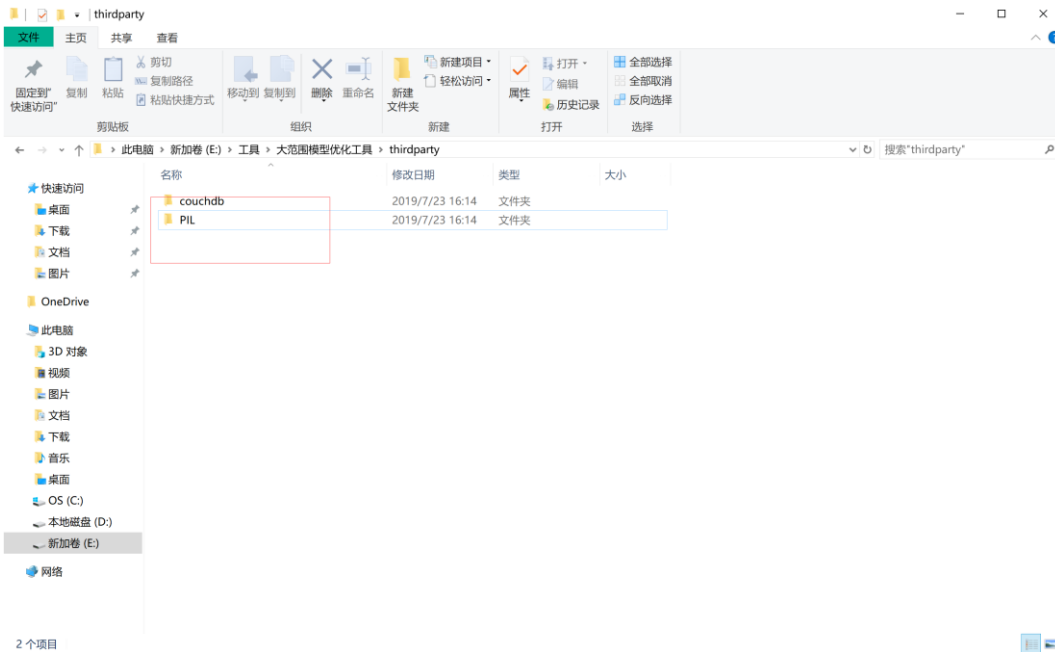 thirdparty
文件 主页 共享 查看
固定到"快速访问"
复制
粘贴
剪切
复制路径
粘贴快捷方式
移动到 复制到 删除 重命名
新建文件夹
新建项目
轻松访问
属性
打开
编辑
历史记录
全部选择
全部取消
反向选择
剪贴板 组织 新建 打开 选择
此电脑 › 新加卷 (E:) › 工具 › 大范围模型优化工具 › thirdparty
搜索"thirdparty"
名称 修改日期 类型 大小
couchdb 2019/7/23 16:14 文件夹
PIL 2019/7/23 16:14 文件夹
快速访问
桌面
下载
文档
图片
OneDrive
此电脑
3D 对象
视频
图片
文档
下载
音乐
桌面
OS (C:)
本地磁盘 (D:)
新加卷 (E:)
网络
2 个项目